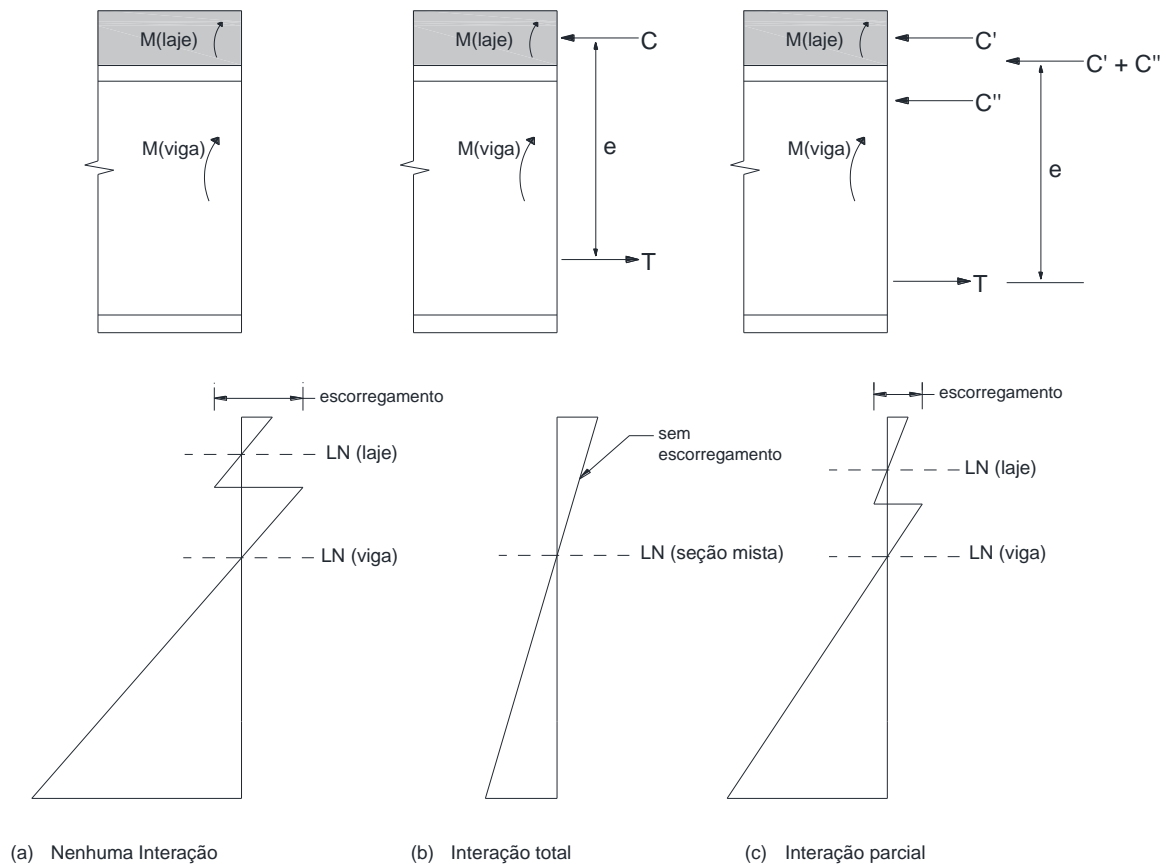 M(laje)
M(viga)
M(laje)
C
M(viga)
e
T
M(laje)
C'
C' + C"
C"
M(viga)
e
T
escorregamento
LN (laje)
LN (viga)
sem
escorregamento
LN (seção mista)
escorregamento
LN (laje)
LN (viga)
(a) Nenhuma Interação
(b) Interação total
(c) Interação parcial